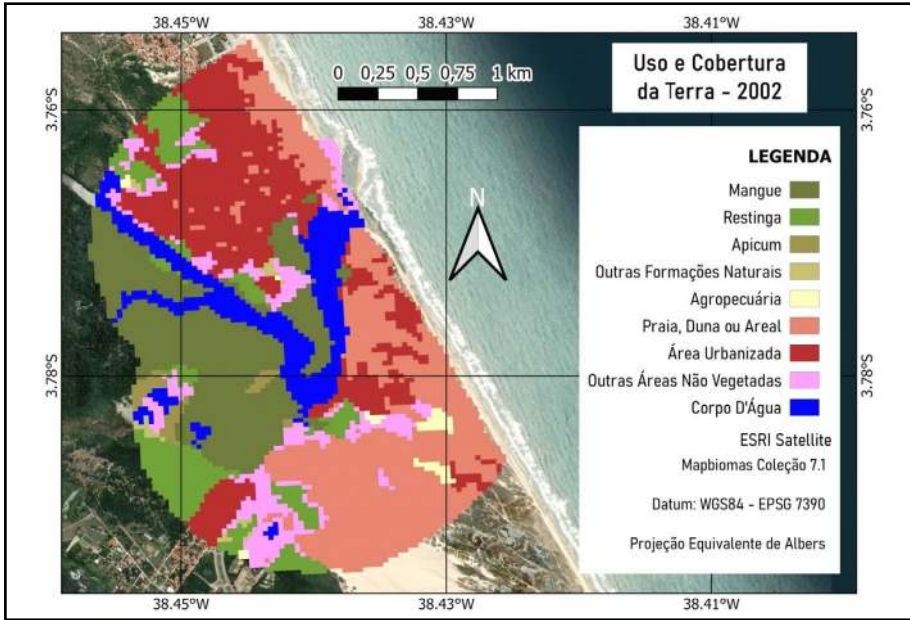 38.45°W 38.43°W 38.41°W
Uso e Cobertura
da Terra - 2002
0 0,25 0,5 0,75 1 km
3.76°S 3.76°S
LEGENDA
Mangue
Restinga
N
Apicum
Outras Formações Naturais
Agropecuária
Praia, Duna ou Areal
Área Urbanizada
3.78°S 3.78°S
Outras Áreas Não Vegetadas
Corpo D'Água
ESRI Satellite
Mapbiomas Coleção 7.1
Datum: WGS84 - EPSG 7390
Projeção Equivalente de Albers
38.45°W 38.43°W 38.41°W